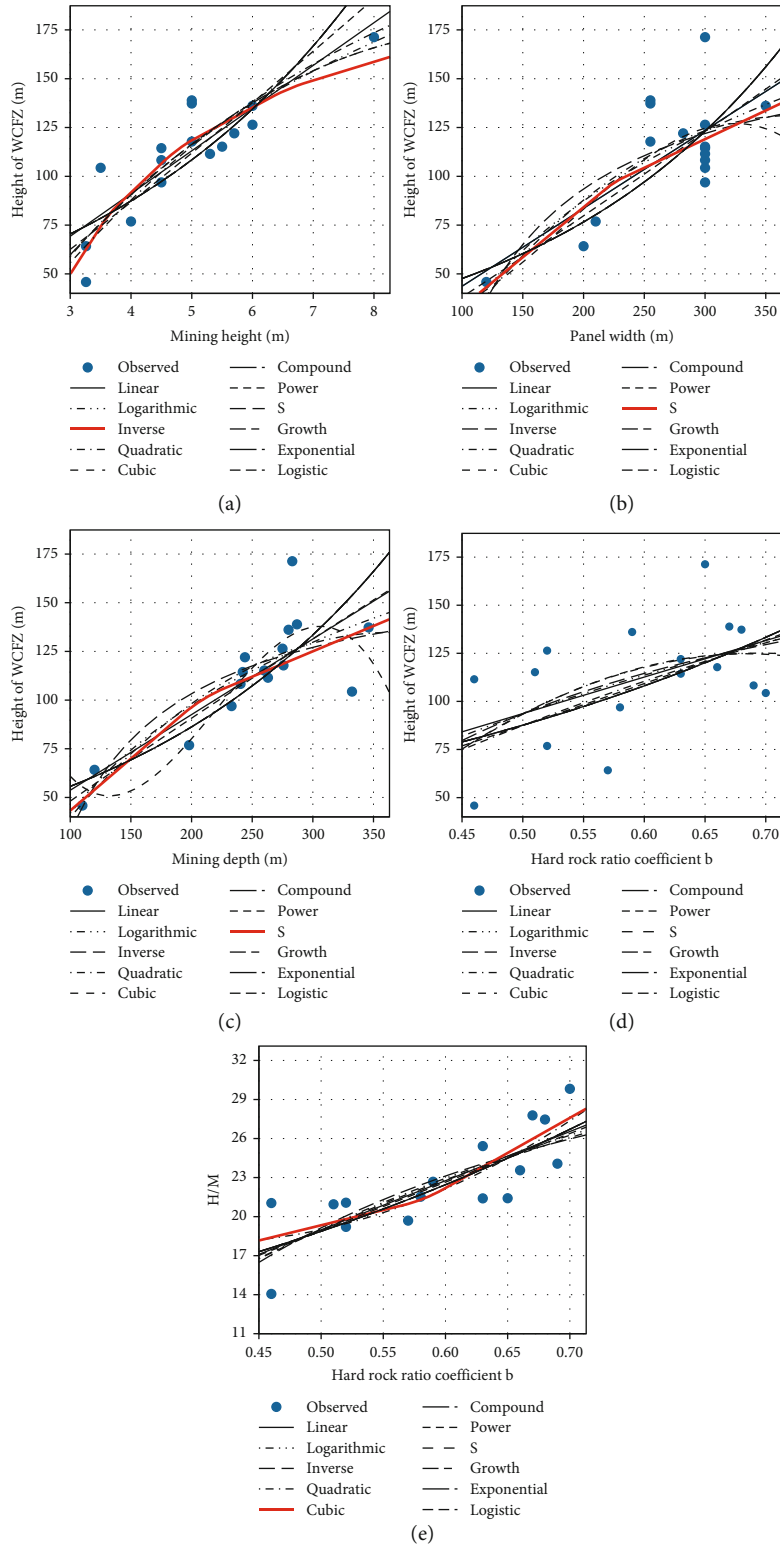 175
150
125
100
75
50
Height of WCFZ (m)
3 4 5 6 7 8
Mining height (m)
Observed
Linear
Logarithmic
Inverse
Quadratic
Cubic
Compound
Power
S
Growth
Exponential
Logistic
(a)
175
150
125
100
75
50
Height of WCFZ (m)
100 150 200 250 300 350
Panel width (m)
Observed
Linear
Logarithmic
Inverse
Quadratic
Cubic
Compound
Power
S
Growth
Exponential
Logistic
(b)
175
150
125
100
75
50
Height of WCFZ (m)
100 150 200 250 300 350
Mining depth (m)
Observed
Linear
Logarithmic
Inverse
Quadratic
Cubic
Compound
Power
S
Growth
Exponential
Logistic
(c)
175
150
125
100
75
50
Height of WCFZ (m)
0.45 0.50 0.55 0.60 0.65 0.70
Hard rock ratio coefficient b
Observed
Linear
Logarithmic
Inverse
Quadratic
Cubic
Compound
Power
S
Growth
Exponential
Logistic
(d)
32
29
26
23
20
17
14
11
H/M
0.45 0.50 0.55 0.60 0.65 0.70
Hard rock ratio coefficient b
Observed
Linear
Logarithmic
Inverse
Quadratic
Cubic
Compound
Power
S
Growth
Exponential
Logistic
(e)